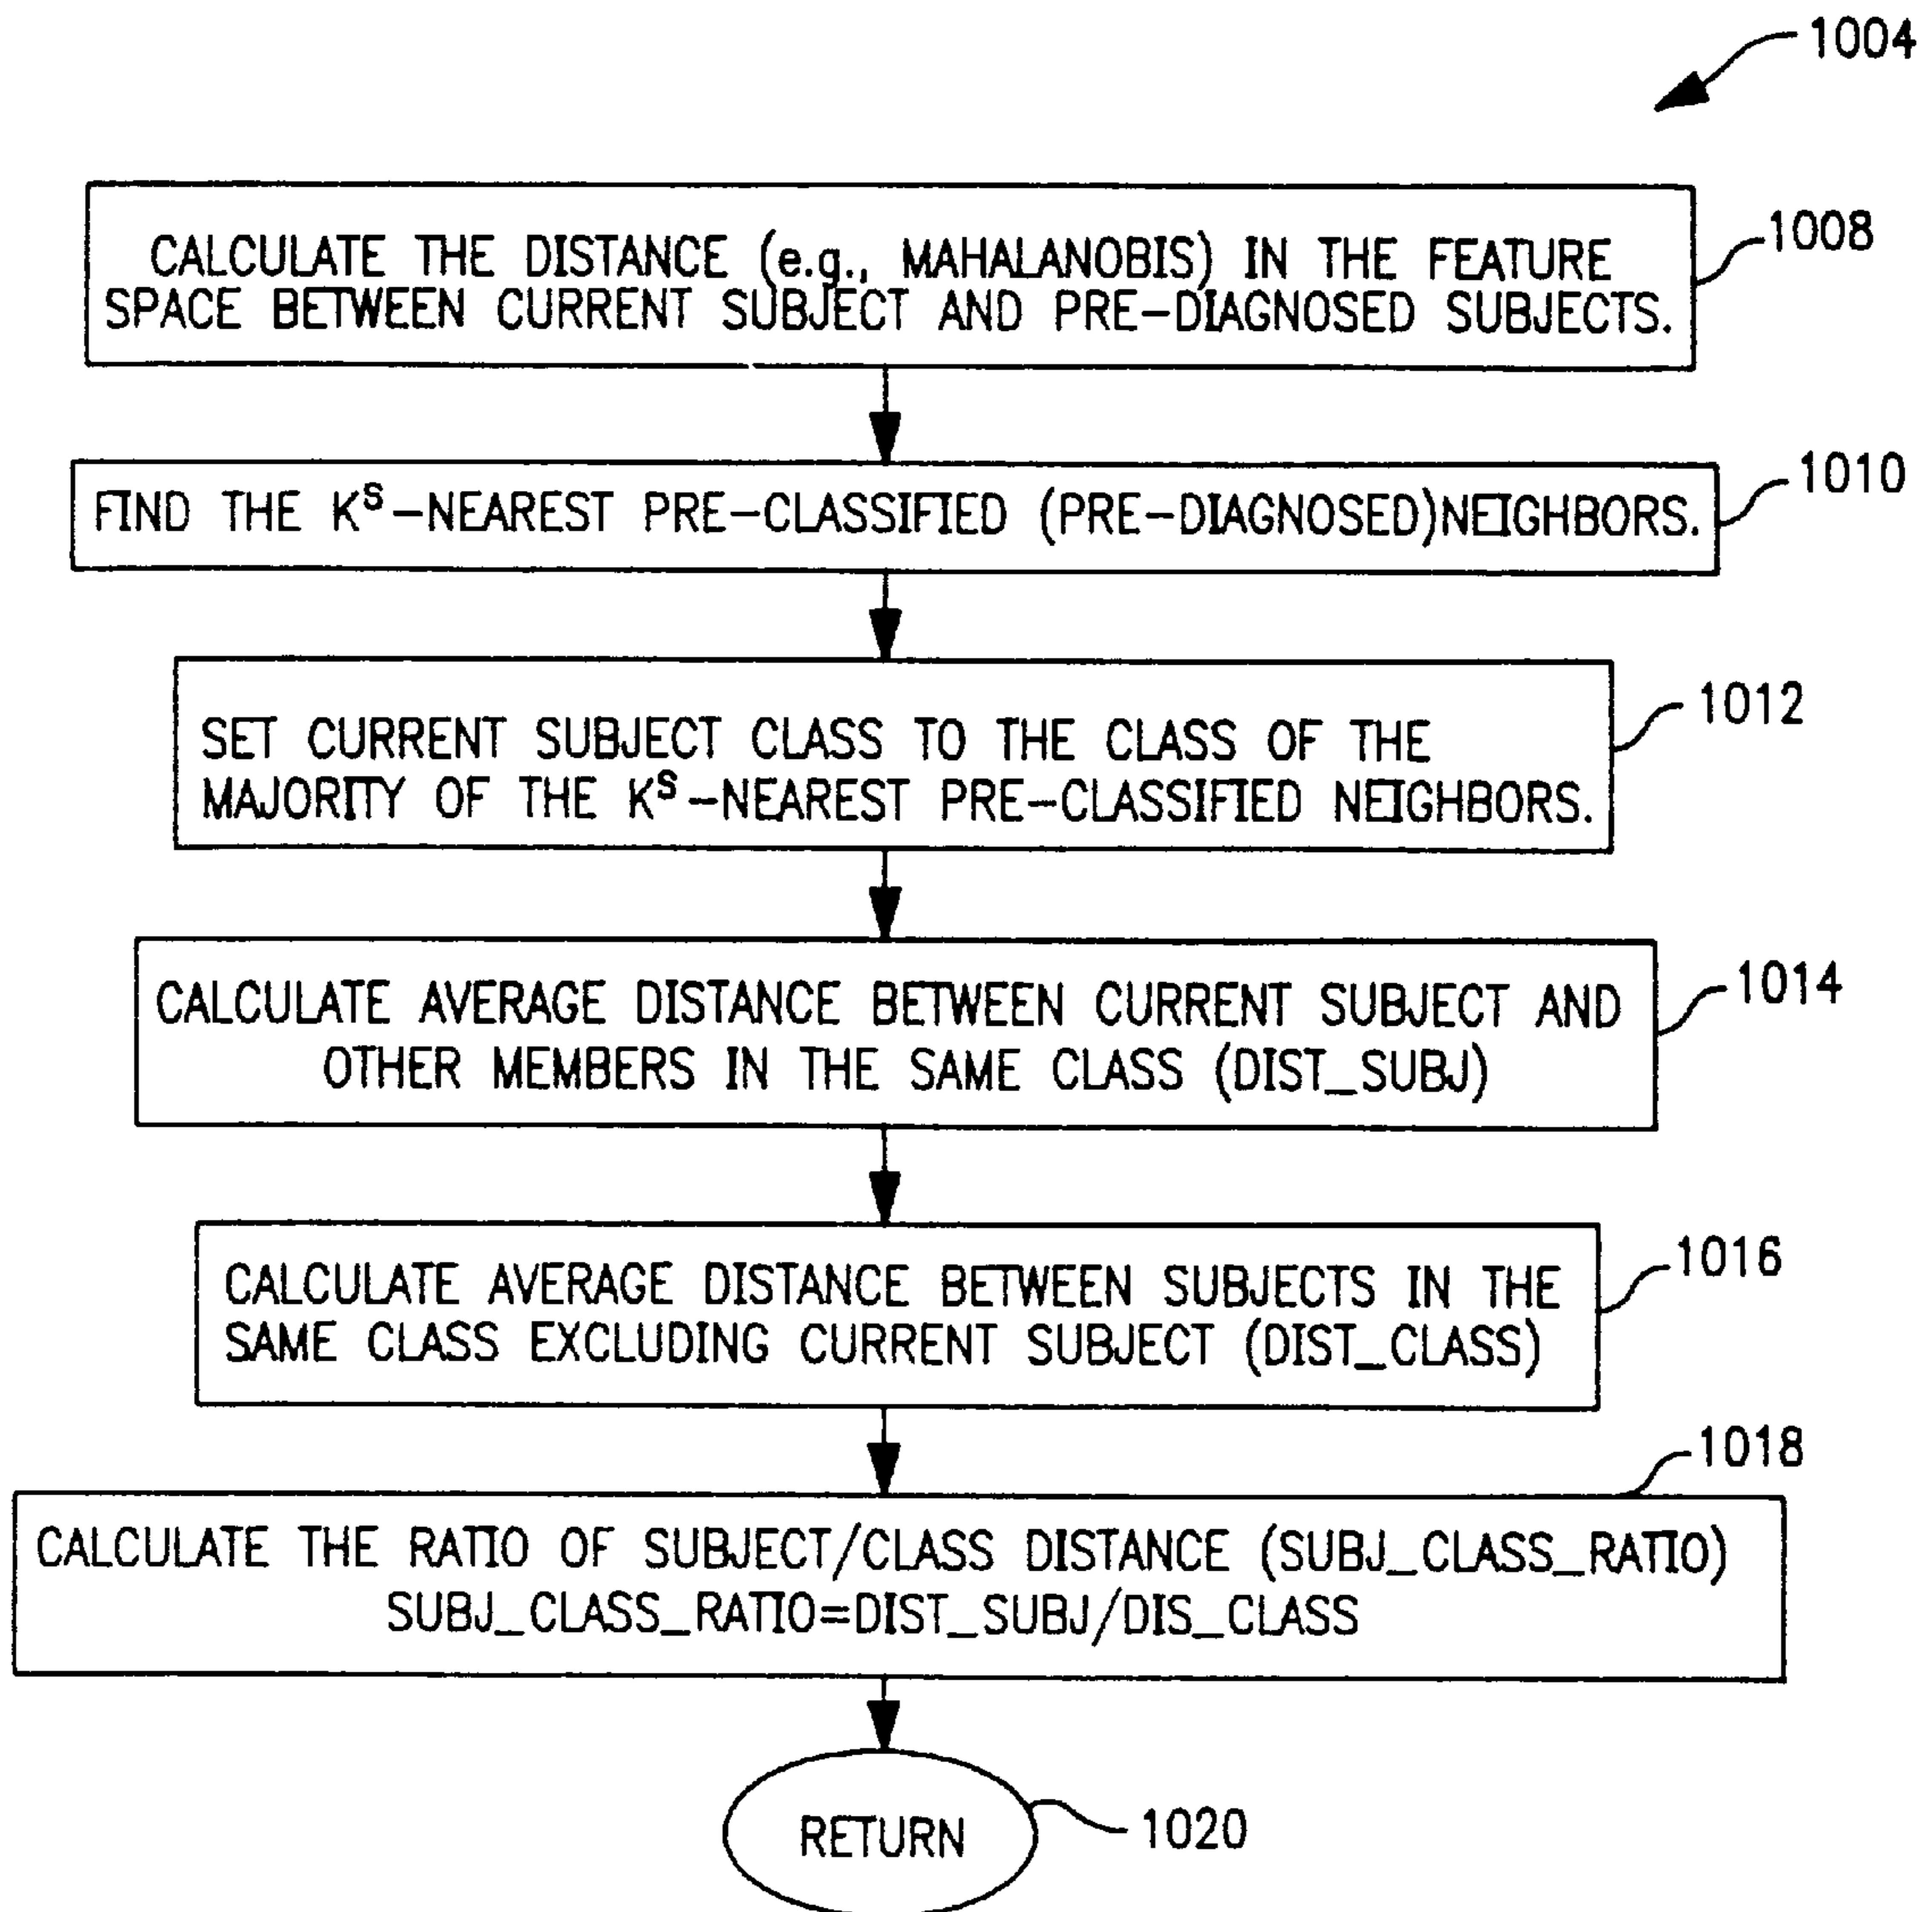 1004
CALCULATE THE DISTANCE (e.g., MAHALANOBIS) IN THE FEATURE
SPACE BETWEEN CURRENT SUBJECT AND PRE-DIAGNOSED SUBJECTS.
1008
FIND THE Kˢ-NEAREST PRE-CLASSIFIED (PRE-DIAGNOSED)NEIGHBORS.
1010
SET CURRENT SUBJECT CLASS TO THE CLASS OF THE
MAJORITY OF THE Kˢ-NEAREST PRE-CLASSIFIED NEIGHBORS.
1012
CALCULATE AVERAGE DISTANCE BETWEEN CURRENT SUBJECT AND
OTHER MEMBERS IN THE SAME CLASS (DIST_SUBJ)
1014
CALCULATE AVERAGE DISTANCE BETWEEN SUBJECTS IN THE
SAME CLASS EXCLUDING CURRENT SUBJECT (DIST_CLASS)
1016
1018
CALCULATE THE RATIO OF SUBJECT/CLASS DISTANCE (SUBJ_CLASS_RATIO)
SUBJ_CLASS_RATIO=DIST_SUBJ/DIS_CLASS
RETURN
1020